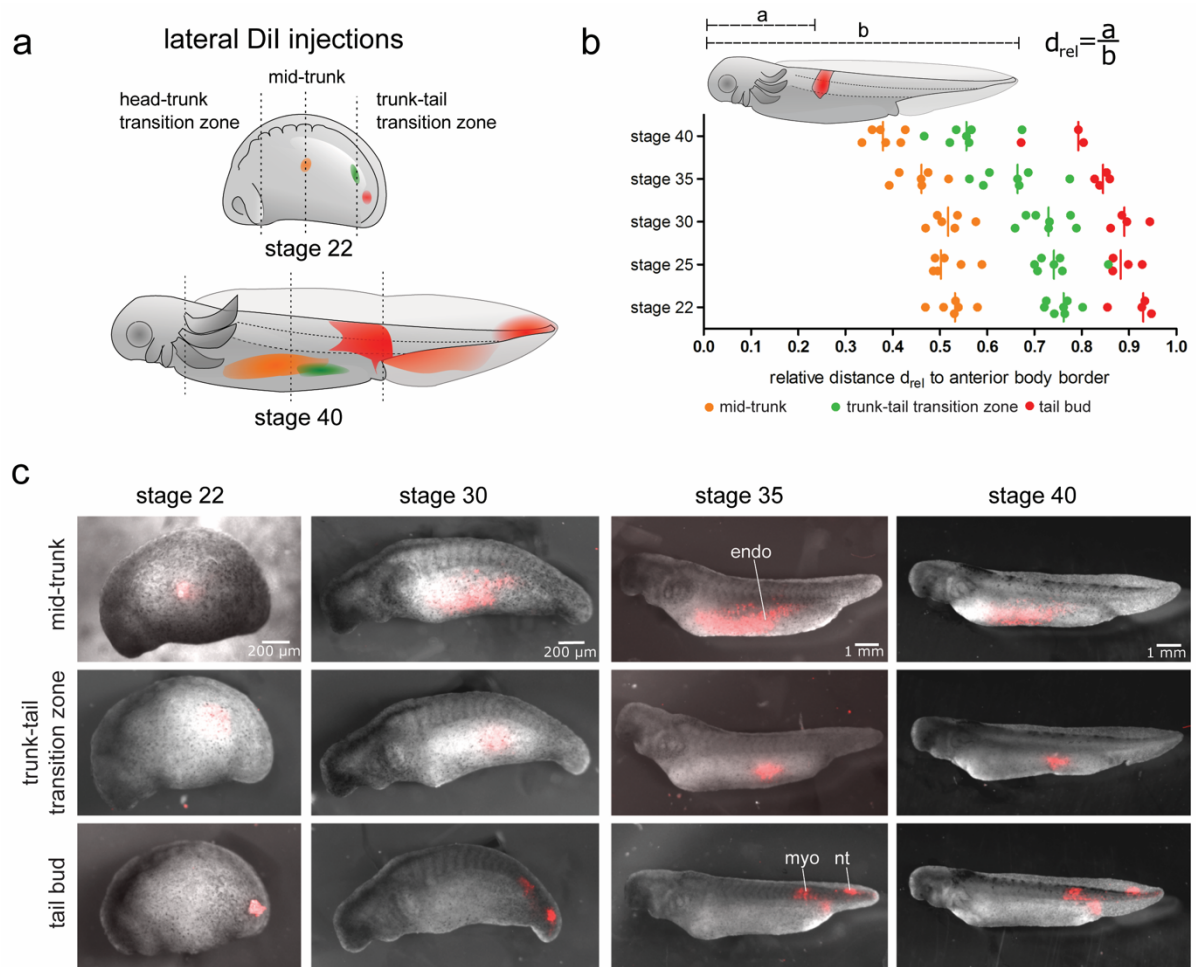 a
lateral DiI injections
mid-trunk
head-trunk
transition zone
trunk-tail
transition zone
stage 22
stage 40
b
a
b
d_rel = a/b
stage 40
stage 35
stage 30
stage 25
stage 22
0.0 0.1 0.2 0.3 0.4 0.5 0.6 0.7 0.8 0.9 1.0
relative distance d_rel to anterior body border
mid-trunk trunk-tail transition zone tail bud
c
stage 22 stage 30 stage 35 stage 40
mid-trunk
200 µm
200 µm
endo
1 mm
1 mm
trunk-tail
transition zone
tail bud
myo nt